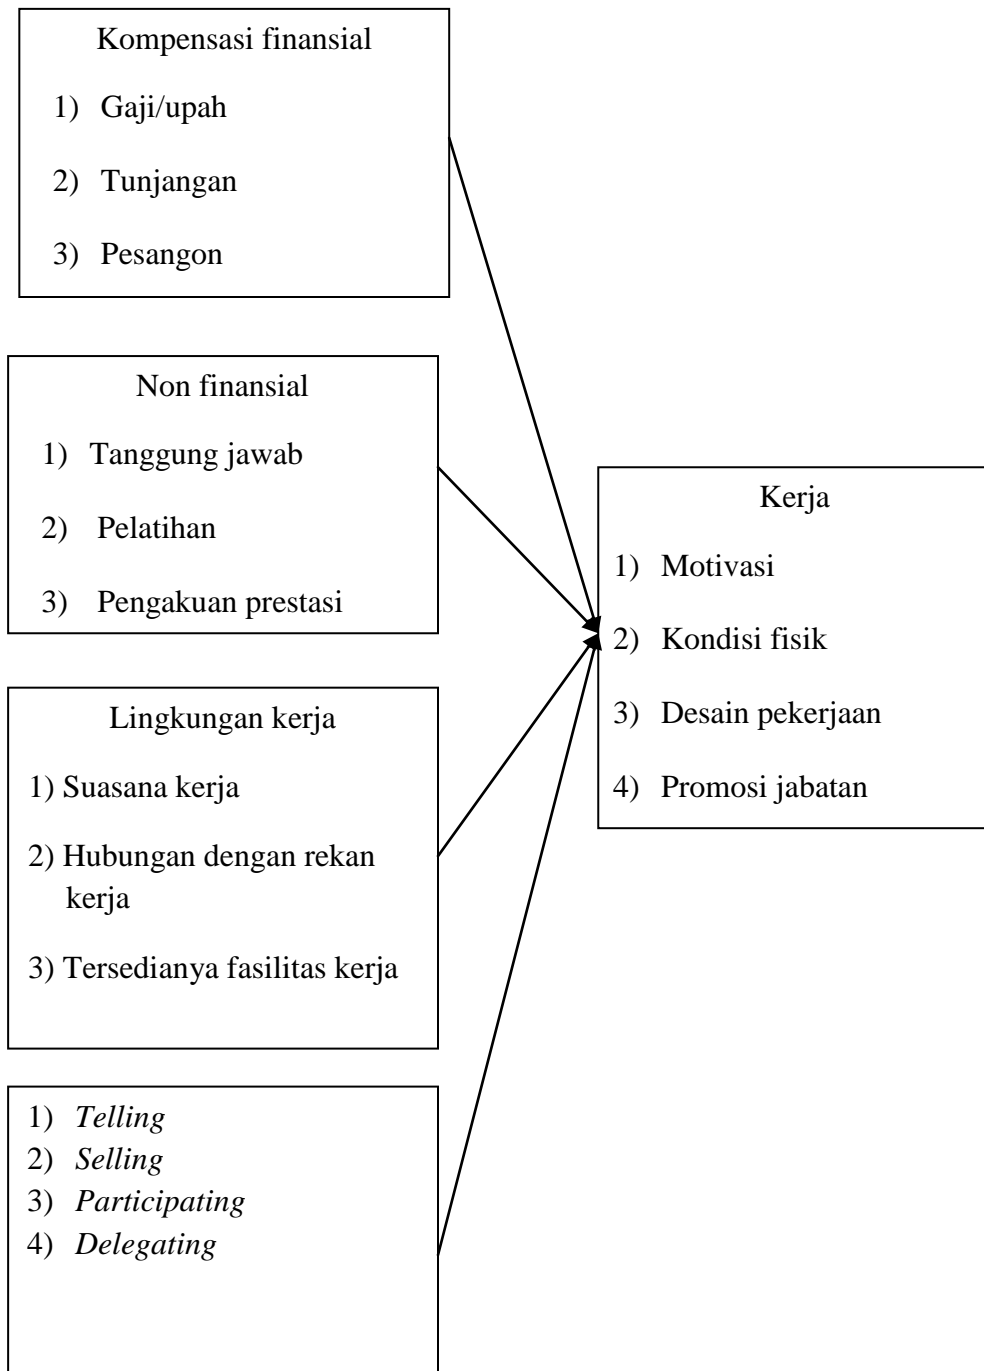 Kompensasi finansial
1) Gaji/upah
2) Tunjangan
3) Pesangon
Non finansial
1) Tanggung jawab
2) Pelatihan
3) Pengakuan prestasi
Lingkungan kerja
1) Suasana kerja
2) Hubungan dengan rekan
kerja
3) Tersedianya fasilitas kerja
1) Telling
2) Selling
3) Participating
4) Delegating
Kerja
1) Motivasi
2) Kondisi fisik
3) Desain pekerjaan
4) Promosi jabatan